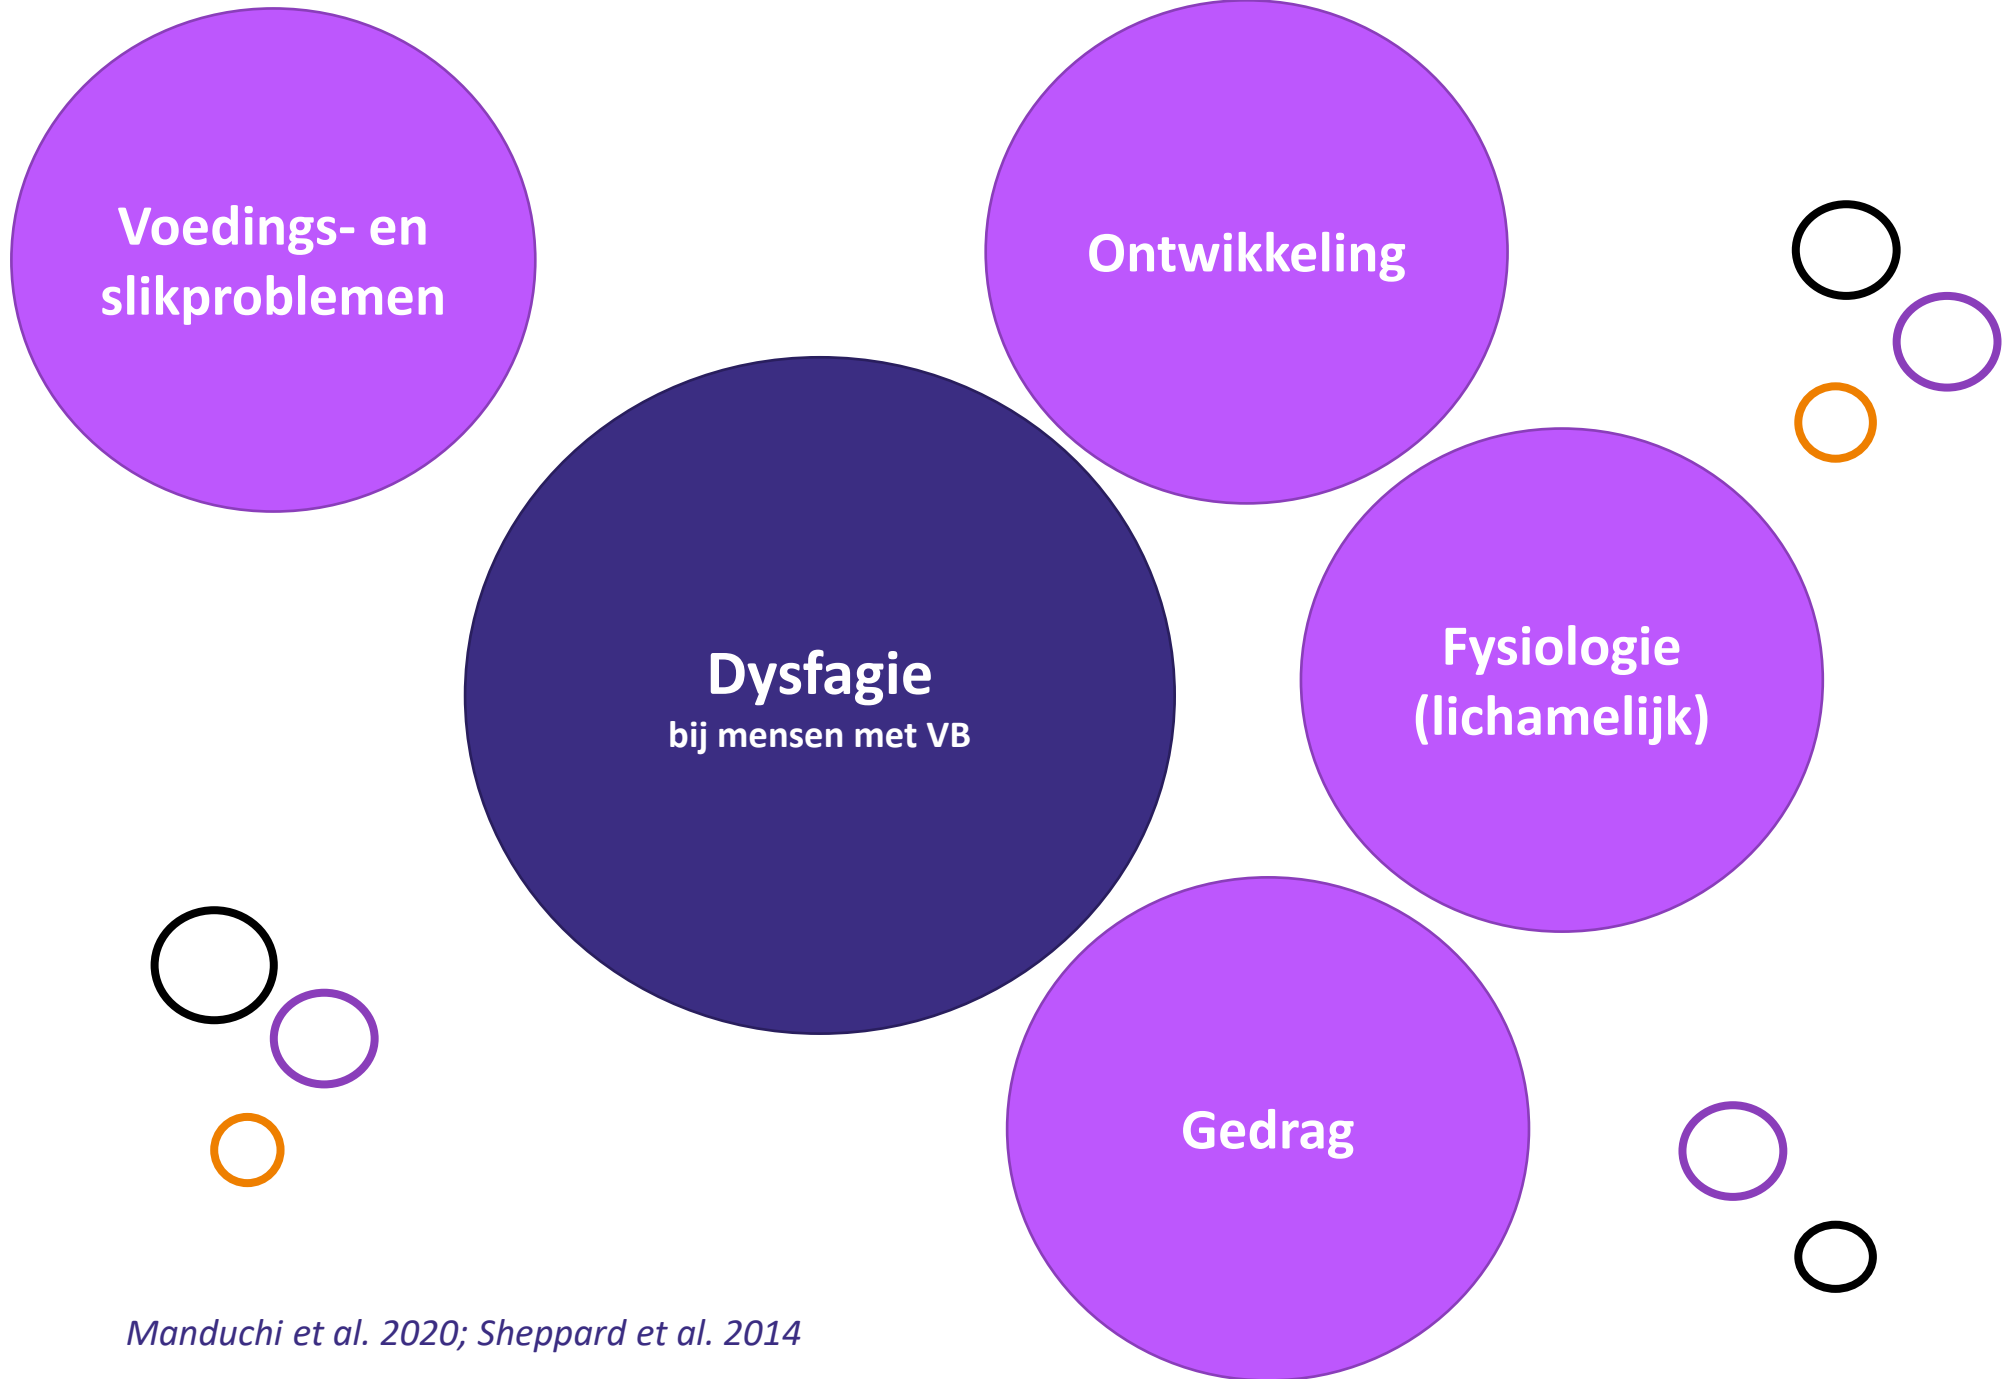 Voedings- en
slikproblemen
Ontwikkeling
Dysfagie
bij mensen met VB
Fysiologie
(lichamelijk)
Gedrag
Manduchi et al. 2020; Sheppard et al. 2014